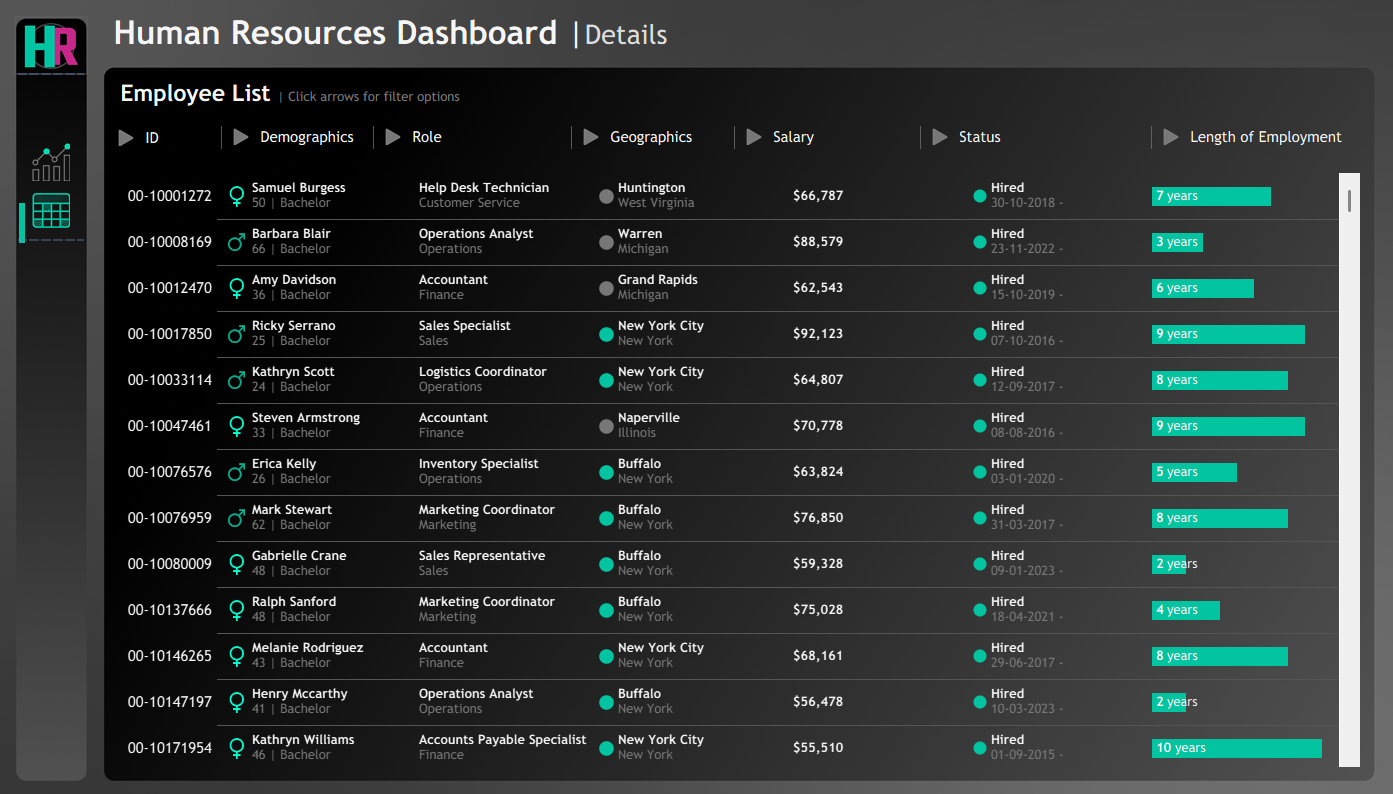 HR
Human Resources Dashboard | Details
Employee List | Click arrows for filter options
ID Demographics Role Geographics Salary Status Length of Employment
00-10001272 Samuel Burgess Help Desk Technician Huntington $66,787 Hired 7 years
50 | Bachelor Customer Service West Virginia 30-10-2018 -
00-10008169 Barbara Blair Operations Analyst Warren $88,579 Hired 3 years
66 | Bachelor Operations Michigan 23-11-2022 -
00-10012470 Amy Davidson Accountant Grand Rapids $62,543 Hired 6 years
36 | Bachelor Finance Michigan 15-10-2019 -
00-10017850 Ricky Serrano Sales Specialist New York City $92,123 Hired 9 years
25 | Bachelor Sales New York 07-10-2016 -
00-10033114 Kathryn Scott Logistics Coordinator New York City $64,807 Hired 8 years
24 | Bachelor Operations New York 12-09-2017 -
00-10047461 Steven Armstrong Accountant Naperville $70,778 Hired 9 years
33 | Bachelor Finance Illinois 08-08-2016 -
00-10076576 Erica Kelly Inventory Specialist Buffalo $63,824 Hired 5 years
26 | Bachelor Operations New York 03-01-2020 -
00-10076959 Mark Stewart Marketing Coordinator Buffalo $76,850 Hired 8 years
62 | Bachelor Marketing New York 31-03-2017 -
00-10080009 Gabrielle Crane Sales Representative Buffalo $59,328 Hired 2 years
48 | Bachelor Sales New York 09-01-2023 -
00-10137666 Ralph Sanford Marketing Coordinator Buffalo $75,028 Hired 4 years
48 | Bachelor Marketing New York 18-04-2021 -
00-10146265 Melanie Rodriguez Accountant New York City $68,161 Hired 8 years
43 | Bachelor Finance New York 29-06-2017 -
00-10147197 Henry Mccarthy Operations Analyst Buffalo $56,478 Hired 2 years
41 | Bachelor Operations New York 10-03-2023 -
00-10171954 Kathryn Williams Accounts Payable Specialist New York City $55,510 Hired 10 years
46 | Bachelor Finance New York 01-09-2015 -